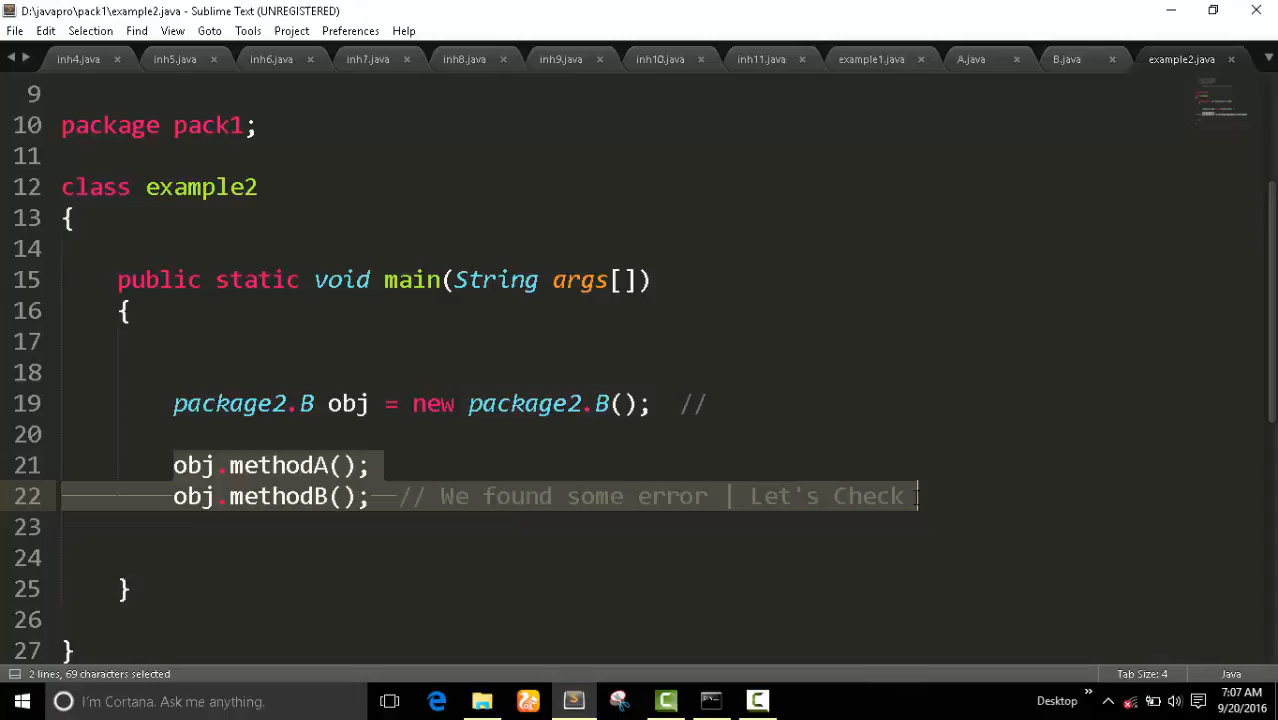 D:\javapro\pack1\example2.java - Sublime Text (UNREGISTERED)
File Edit Selection Find View Goto Tools Project Preferences Help
inh4.java inh5.java inh6.java inh7.java inh8.java inh9.java inh10.java inh11.java example1.java A.java B.java example2.java
9
10 package pack1;
11
12 class example2
13 {
14
15 public static void main(String args[])
16 {
17
18
19 package2.B obj = new package2.B(); //
20
21 obj.methodA();
22 obj.methodB(); // We found some error | Let's Check
23
24
25 }
26
27 }
2 lines, 69 characters selected Tab Size: 4 Java
I'm Cortana. Ask me anything. Desktop 7:07 AM
9/20/2016